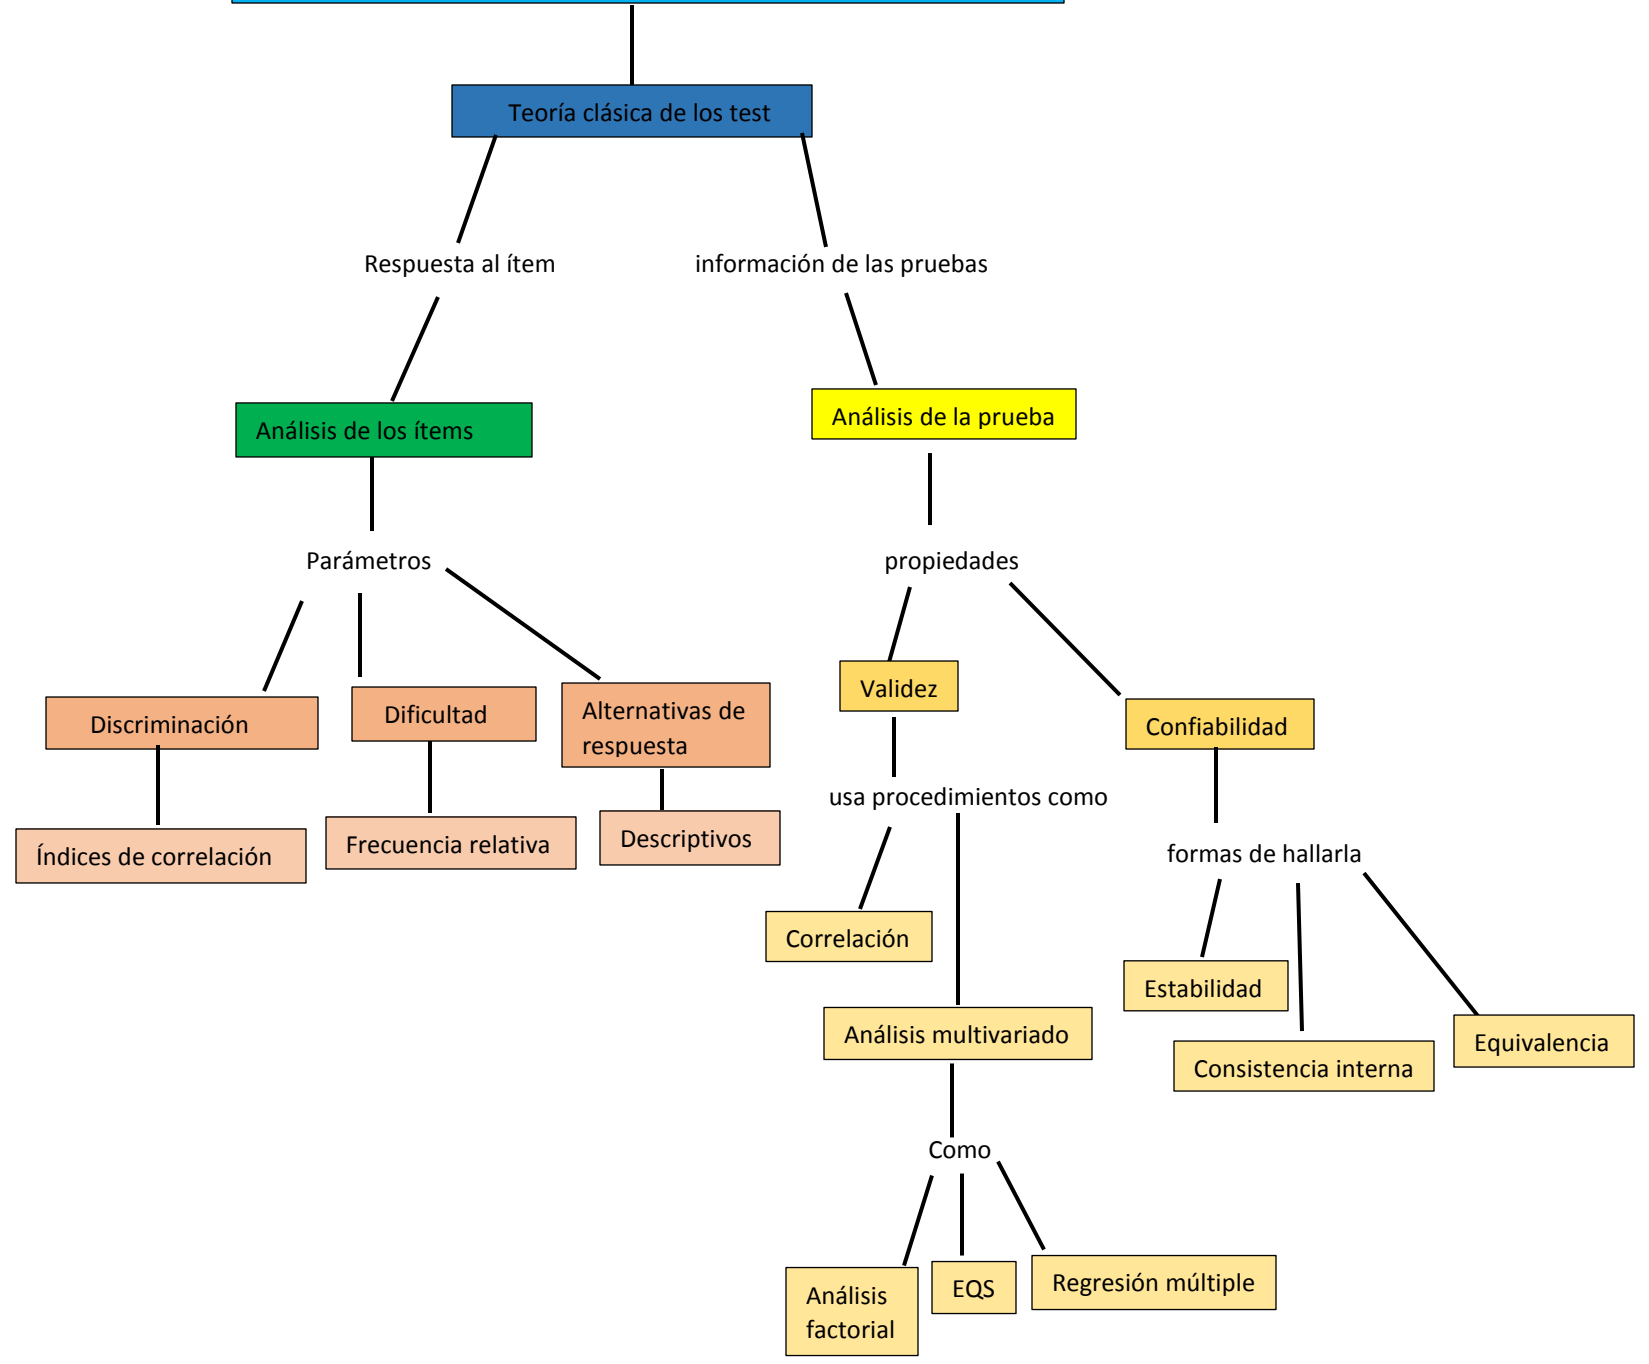 Teoría clásica de los test
Respuesta al ítem
información de las pruebas
Análisis de los ítems
Análisis de la prueba
Parámetros
propiedades
Discriminación
Dificultad
Alternativas de
respuesta
Validez
Confiabilidad
Índices de correlación
Frecuencia relativa
Descriptivos
usa procedimientos como
formas de hallarla
Correlación
Estabilidad
Consistencia interna
Equivalencia
Análisis multivariado
Como
Análisis
factorial
EQS
Regresión múltiple